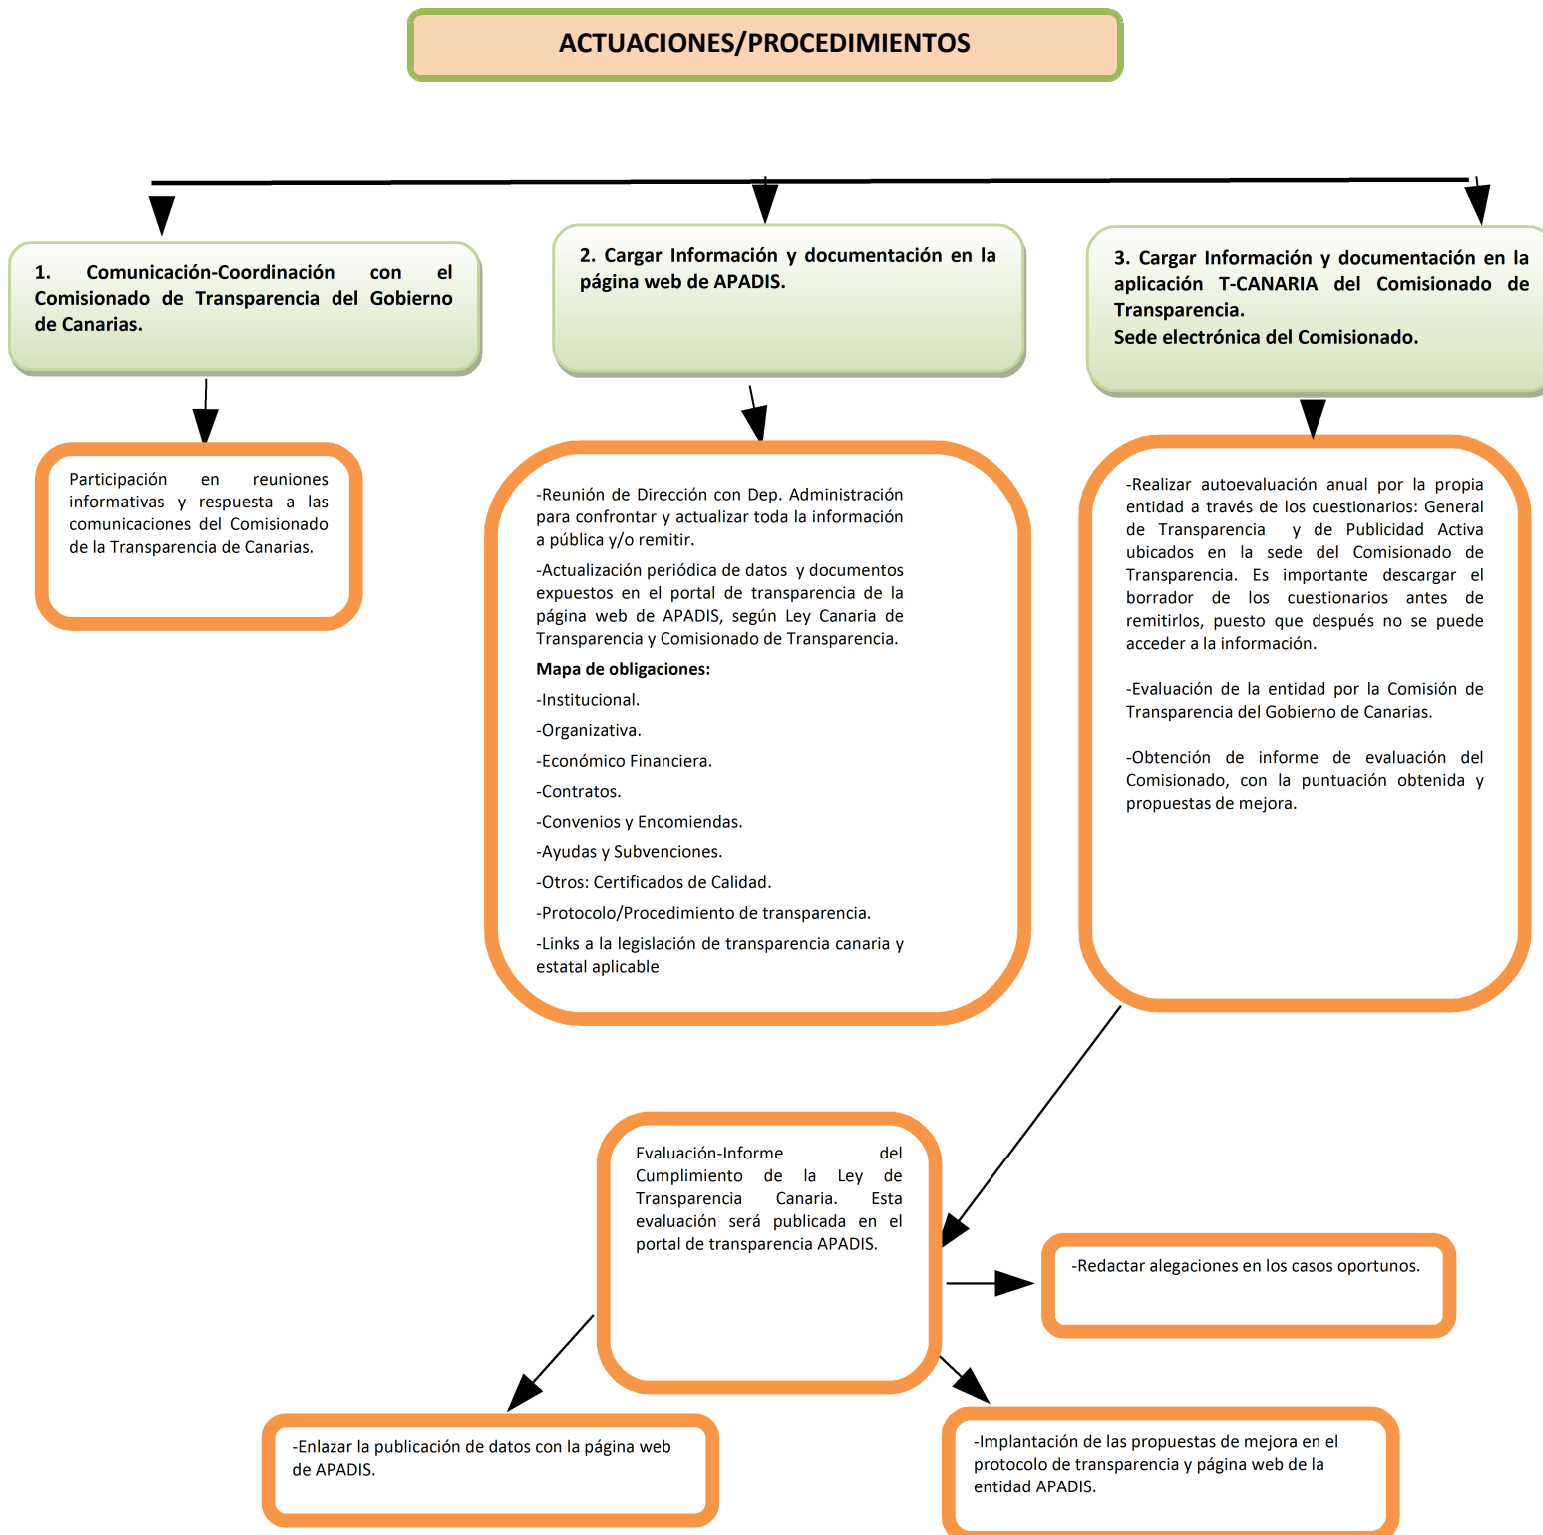 ACTUACIONES/PROCEDIMIENTOS
1. Comunicación-Coordinación con el
Comisionado de Transparencia del Gobierno
de Canarias.
2. Cargar Información y documentación en la
página web de APADIS.
3. Cargar Información y documentación en la
aplicación T-CANARIA del Comisionado de
Transparencia.
Sede electrónica del Comisionado.
Participación en reuniones
informativas y respuesta a las
comunicaciones del Comisionado
de la Transparencia de Canarias.
-Reunión de Dirección con Dep. Administración
para confrontar y actualizar toda la información
a pública y/o remitir.
-Actualización periódica de datos y documentos
expuestos en el portal de transparencia de la
página web de APADIS, según Ley Canaria de
Transparencia y Comisionado de Transparencia.
Mapa de obligaciones:
-Institucional.
-Organizativa.
-Económico Financiera.
-Contratos.
-Convenios y Encomiendas.
-Ayudas y Subvenciones.
-Otros: Certificados de Calidad.
-Protocolo/Procedimiento de transparencia.
-Links a la legislación de transparencia canaria y
estatal aplicable
-Realizar autoevaluación anual por la propia
entidad a través de los cuestionarios: General
de Transparencia y de Publicidad Activa
ubicados en la sede del Comisionado de
Transparencia. Es importante descargar el
borrador de los cuestionarios antes de
remitirlos, puesto que después no se puede
acceder a la información.
-Evaluación de la entidad por la Comisión de
Transparencia del Gobierno de Canarias.
-Obtención de informe de evaluación del
Comisionado, con la puntuación obtenida y
propuestas de mejora.
Evaluación-Informe del
Cumplimiento de la Ley de
Transparencia Canaria. Esta
evaluación será publicada en el
portal de transparencia APADIS.
-Redactar alegaciones en los casos oportunos.
-Enlazar la publicación de datos con la página web
de APADIS.
-Implantación de las propuestas de mejora en el
protocolo de transparencia y página web de la
entidad APADIS.